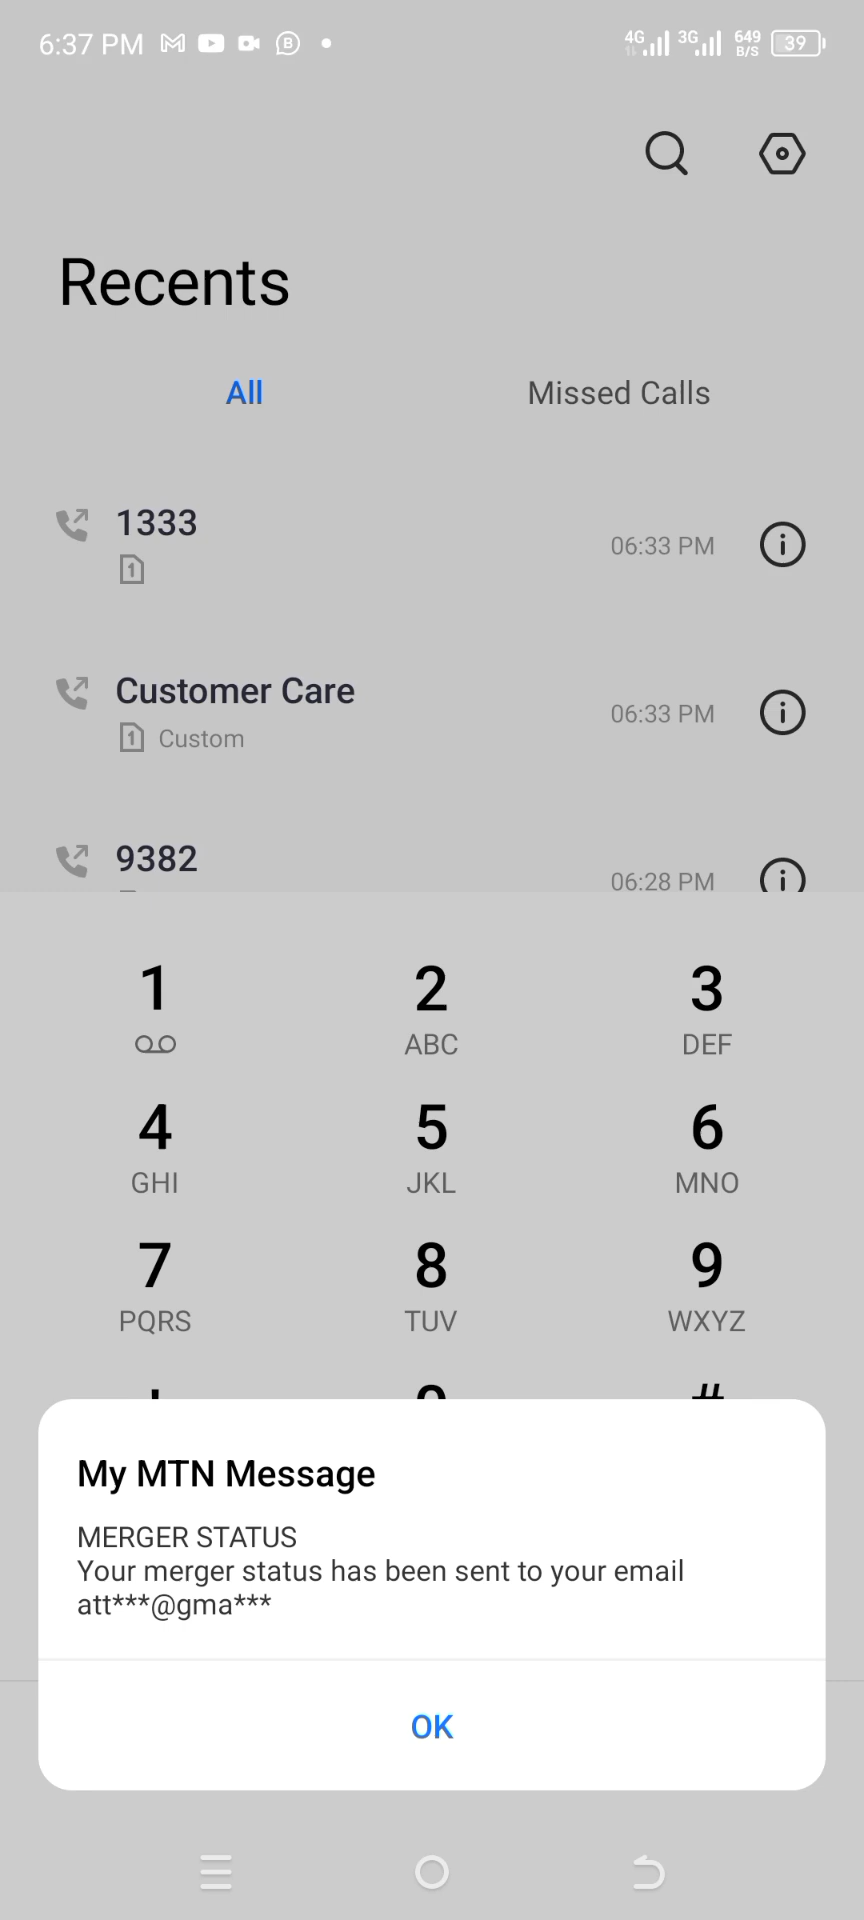 6:37 PM
4G 3G 649 B/S 39
Recents
All Missed Calls
1333
06:33 PM
1
Customer Care
06:33 PM
1 Custom
9382
06:28 PM
1 2 3
ABC DEF
4 5 6
GHI JKL MNO
7 8 9
PQRS TUV WXYZ
#
My MTN Message
MERGER STATUS
Your merger status has been sent to your email
att***@gma***
OK